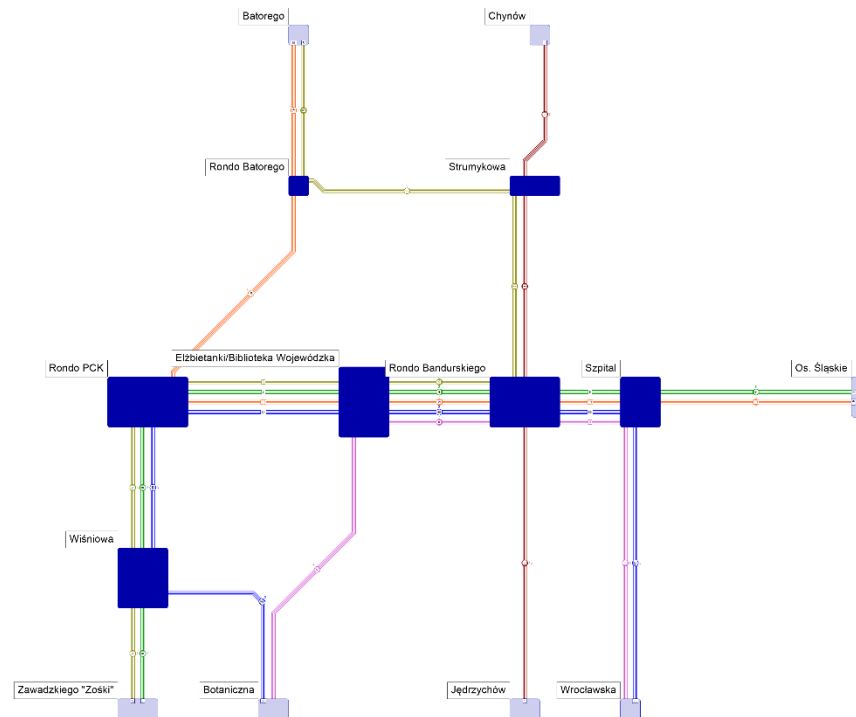 Batorego
Chynów
Rondo Batorego
Strumykowa
Rondo PCK
Elżbietanki/Biblioteka Wojewódzka
Rondo Bandurskiego
Szpital
Os. Śląskie
Wiśniowa
Zawadzkiego "Zośki"
Botaniczna
Jędrzychów
Wrocławska